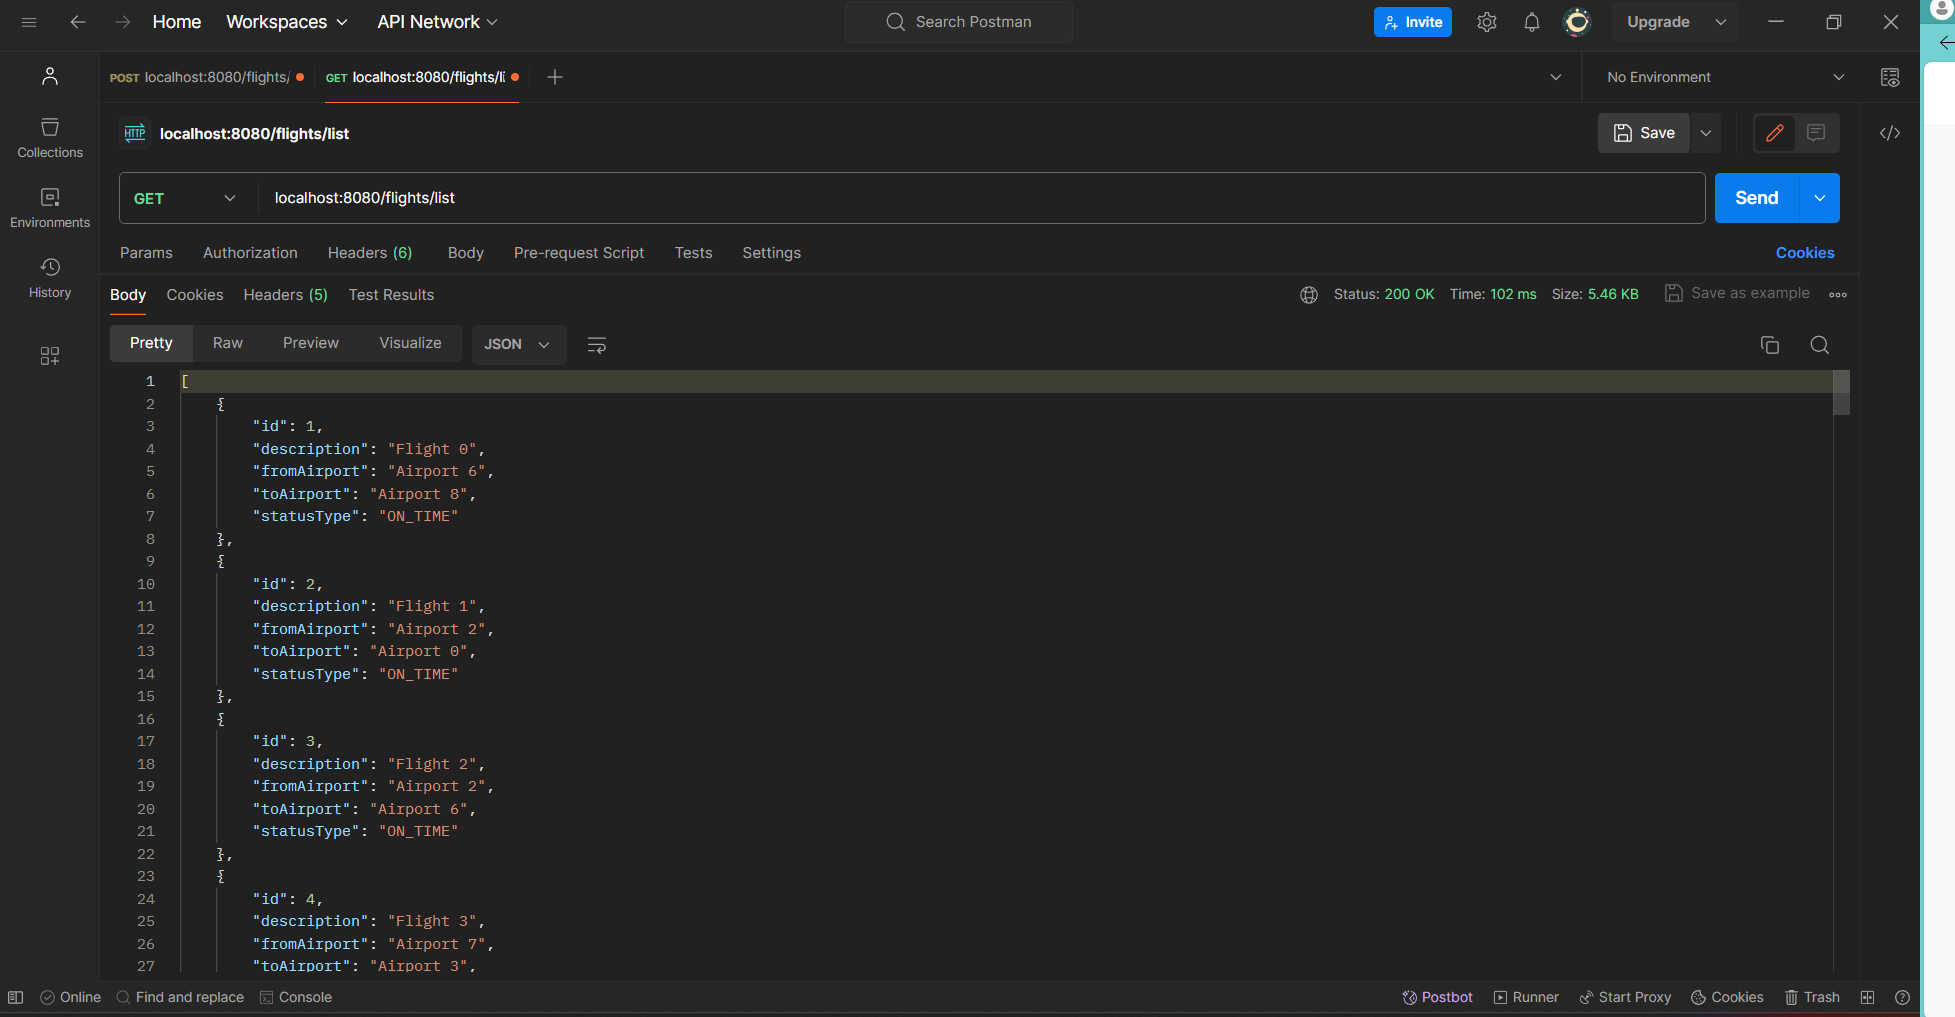 Home Workspaces API Network Search Postman Invite Upgrade
POST localhost:8080/flights/ GET localhost:8080/flights/li No Environment
HTTP localhost:8080/flights/list Save
Collections
GET localhost:8080/flights/list Send
Environments
Params Authorization Headers (6) Body Pre-request Script Tests Settings Cookies
History
Body Cookies Headers (5) Test Results Status: 200 OK Time: 102 ms Size: 5.46 KB Save as example
Pretty Raw Preview Visualize JSON
1 [
2 {
3 "id": 1,
4 "description": "Flight 0",
5 "fromAirport": "Airport 6",
6 "toAirport": "Airport 8",
7 "statusType": "ON_TIME"
8 },
9 {
10 "id": 2,
11 "description": "Flight 1",
12 "fromAirport": "Airport 2",
13 "toAirport": "Airport 0",
14 "statusType": "ON_TIME"
15 },
16 {
17 "id": 3,
18 "description": "Flight 2",
19 "fromAirport": "Airport 2",
20 "toAirport": "Airport 6",
21 "statusType": "ON_TIME"
22 },
23 {
24 "id": 4,
25 "description": "Flight 3",
26 "fromAirport": "Airport 7",
27 "toAirport": "Airport 3",
Online Find and replace Console Postbot Runner Start Proxy Cookies Trash